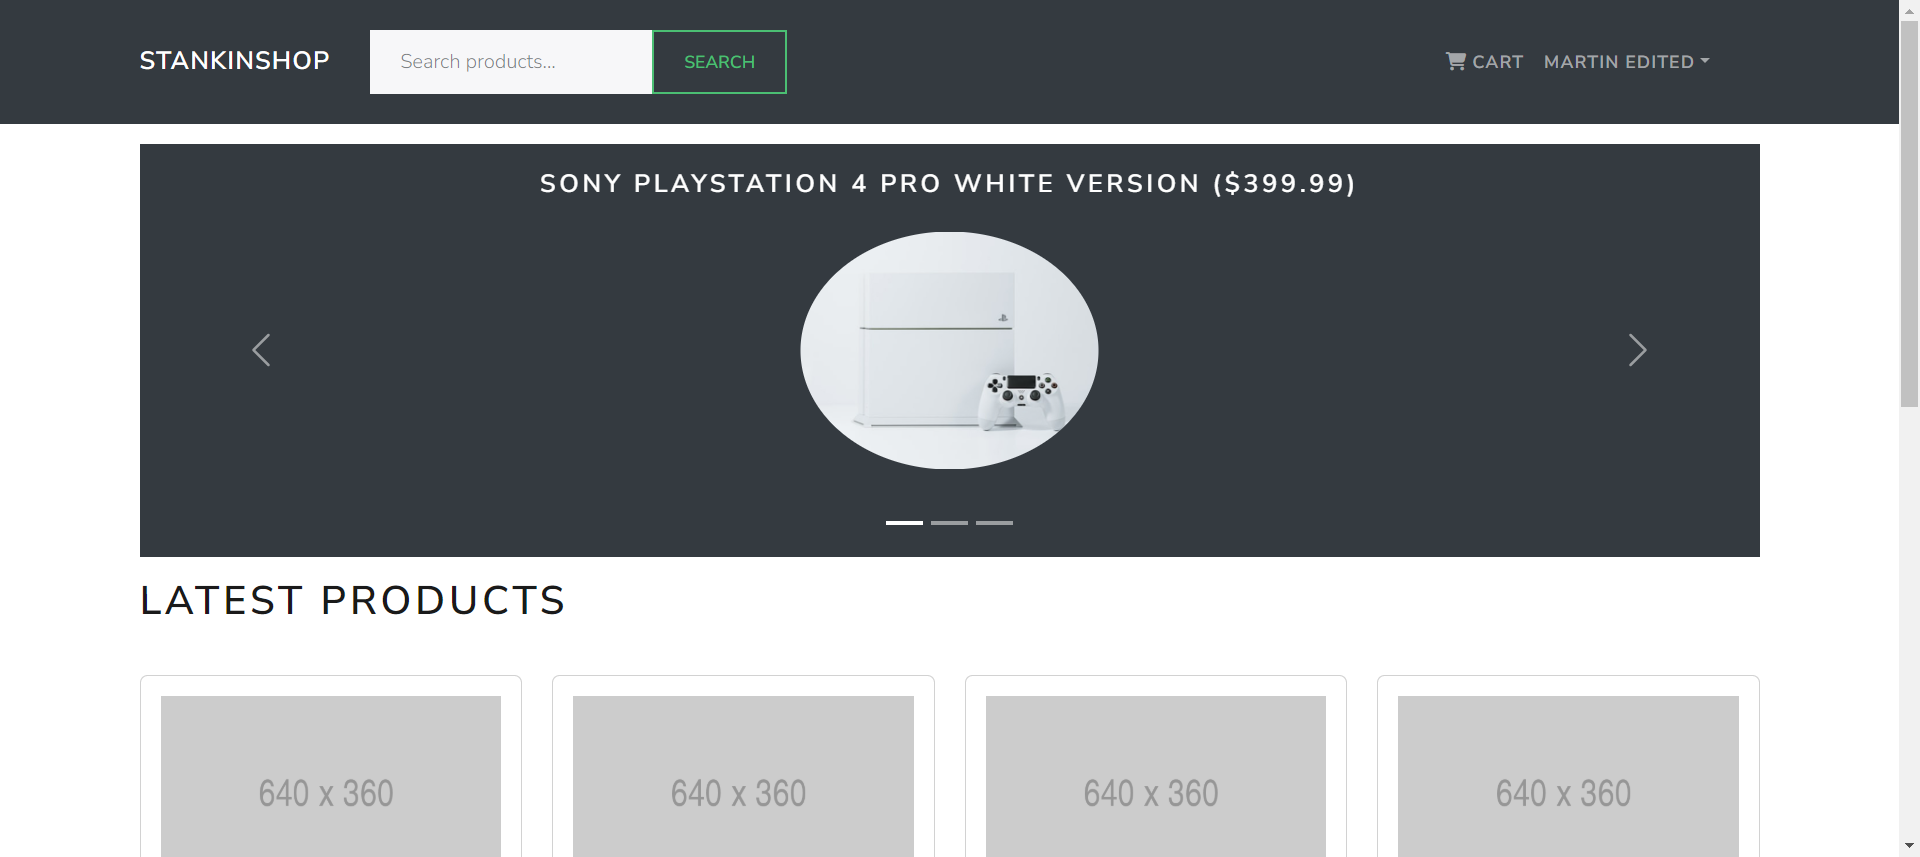 STANKINSHOP
Search products...
SEARCH
CART
MARTIN EDITED
SONY PLAYSTATION 4 PRO WHITE VERSION ($399.99)
LATEST PRODUCTS
640 x 360
640 x 360
640 x 360
640 x 360